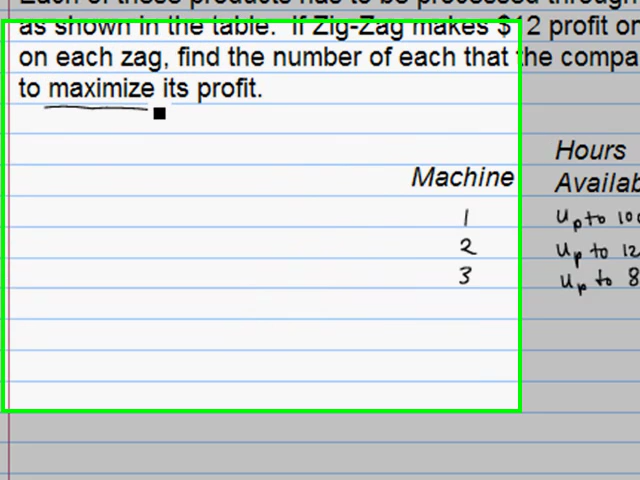 as shown in the table. If Zig-Zag makes $12 profit on
on each zag, find the number of each that the compa
to maximize its profit.
Hours
Machine Availab
1 Up to 100
2 Up to 12
3 Up to 8